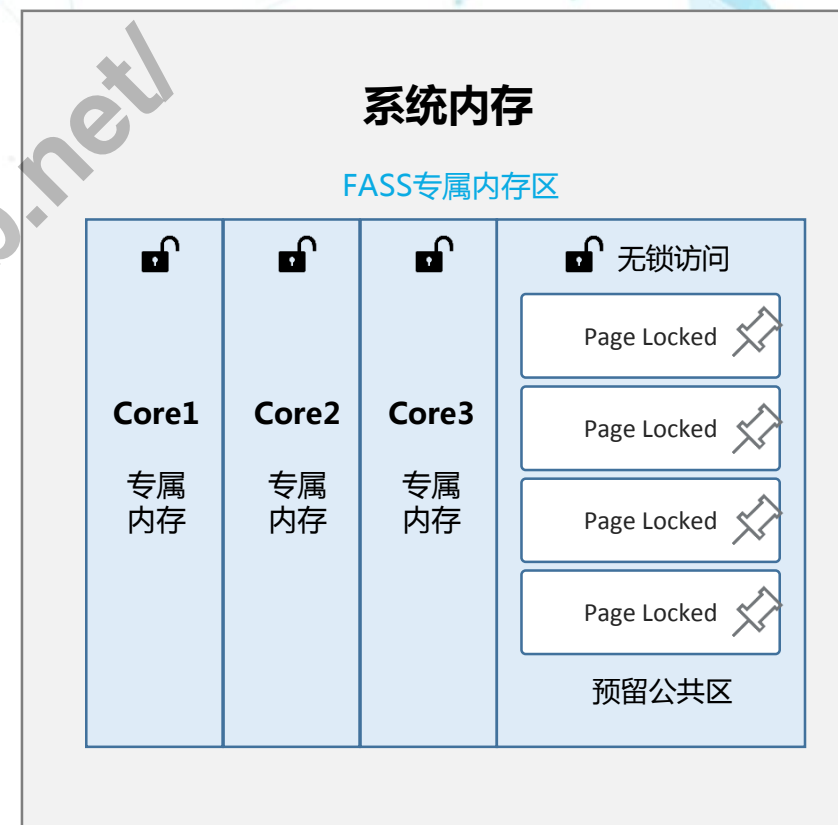 系统内存
FASS专属内存区
无锁访问
Core1
专属
内存
Core2
专属
内存
Core3
专属
内存
Page Locked
Page Locked
Page Locked
Page Locked
预留公共区
.net/